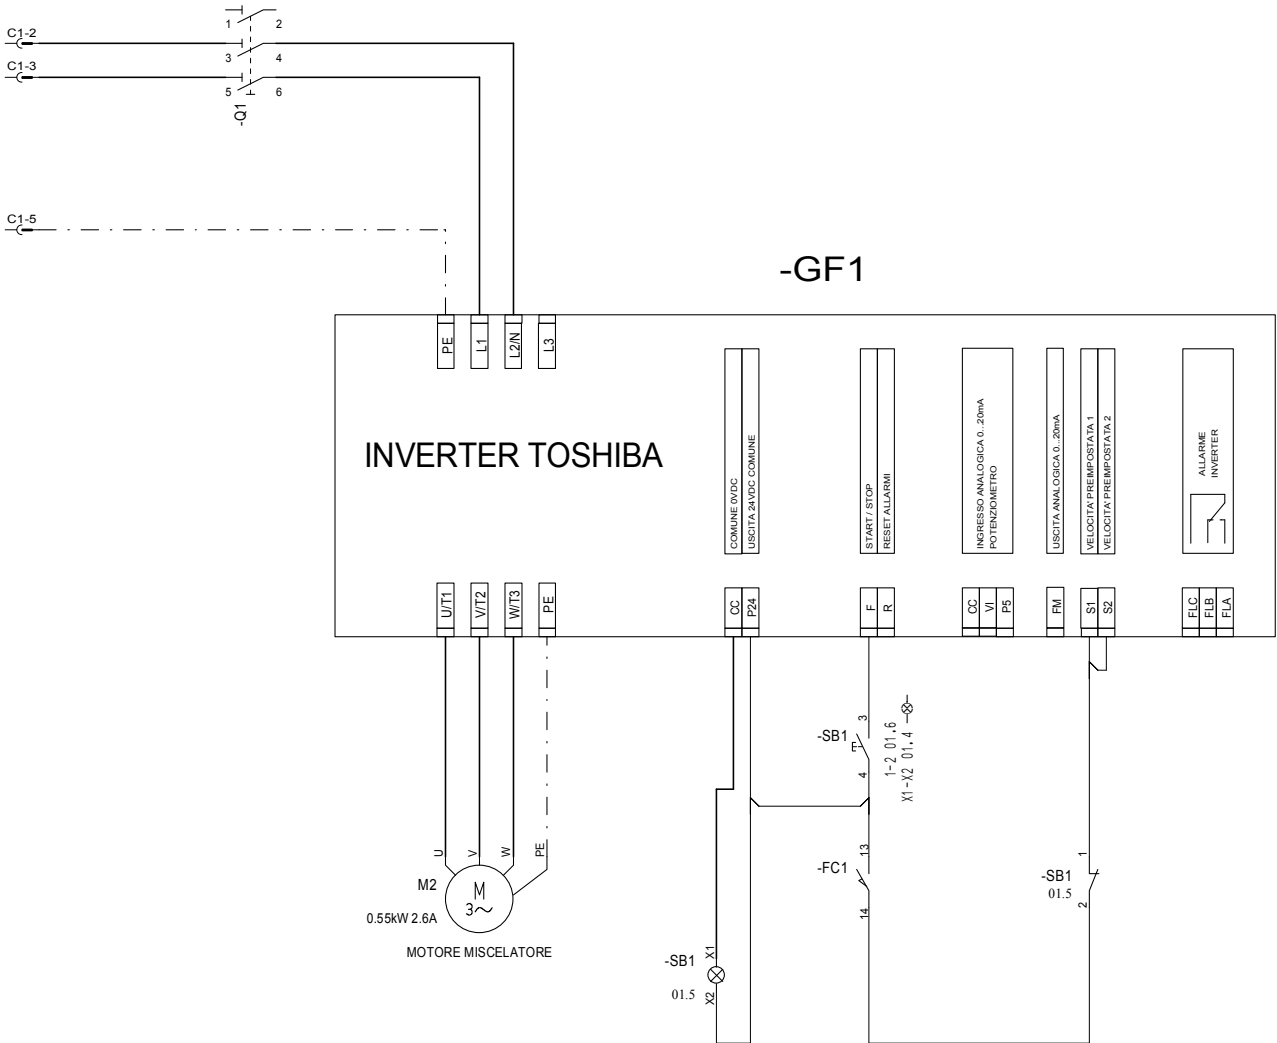 1 2
C1-2
3 4
C1-3
5 6
-Q1
C1-5
-GF1
PE
L1
L2/N
L3
INVERTER TOSHIBA
COMUNE 0VDC
USCITA 24VDC COMUNE
START / STOP
RESET ALLARMI
INGRESSO ANALOGICA 0...20mA
POTENZIOMETRO
USCITA ANALOGICA 0...20mA
VELOCITA' PREIMPOSTATA 1
VELOCITA' PREIMPOSTATA 2
ALLARME
INVERTER
U/T1
V/T2
W/T3
PE
CC
P24
F
R
CC
VI
P5
FM
S1
S2
FLC
FLB
FLA
3
-SB1
4
1-2 01.6
X1-X2 01.4
U
V
W
PE
M2
M
3~
0.55kW 2.6A
MOTORE MISCELATORE
13
-FC1
14
1
-SB1
01.5
2
X1
-SB1
01.5
X2